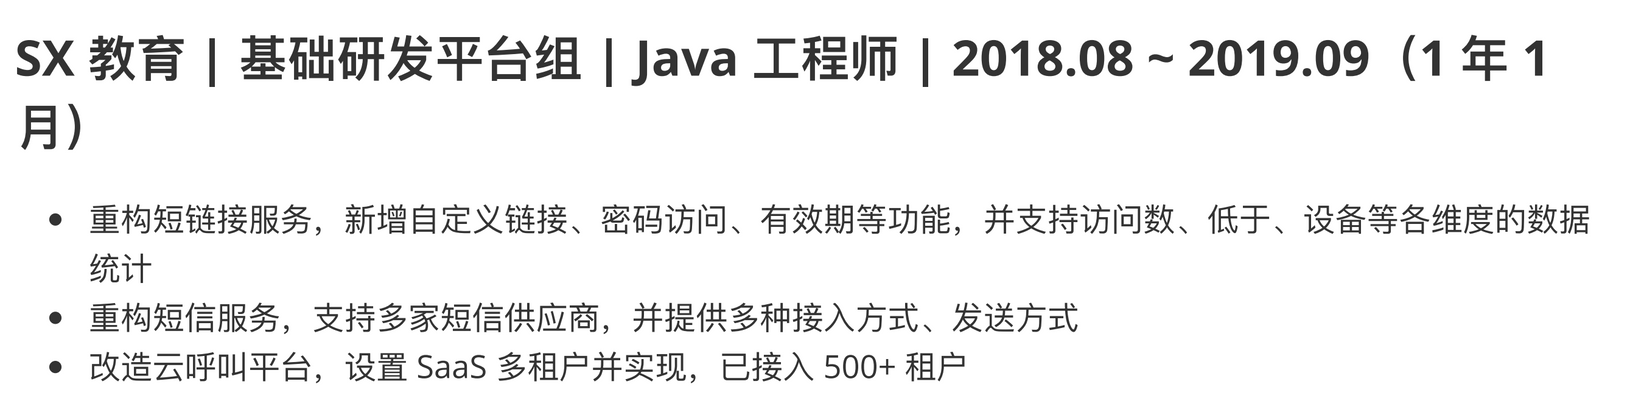 SX 教育 | 基础研发平台组 | Java 工程师 | 2018.08 ~ 2019.09（1 年 1
月）
重构短链接服务，新增自定义链接、密码访问、有效期等功能，并支持访问数、低于、设备等各维度的数据
统计
重构短信服务，支持多家短信供应商，并提供多种接入方式、发送方式
改造云呼叫平台，设置 SaaS 多租户并实现，已接入 500+ 租户